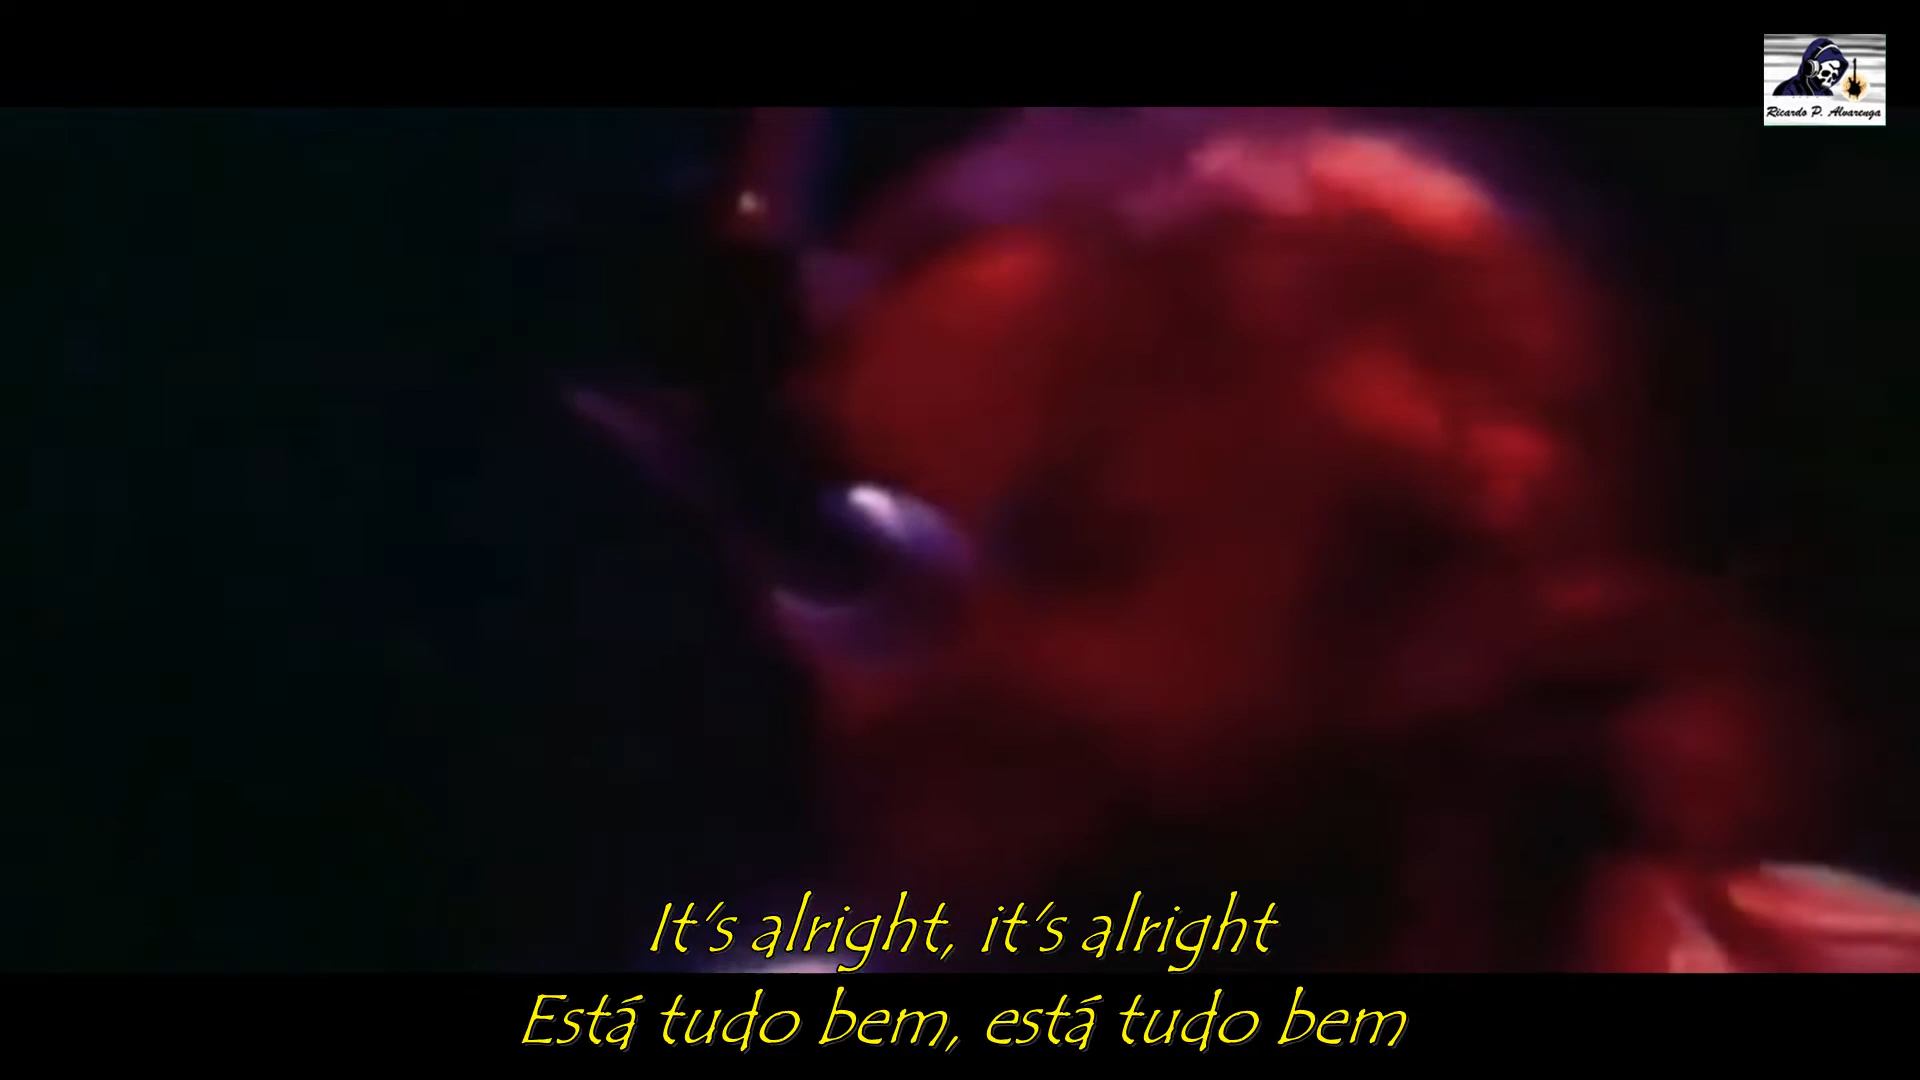 Ricardo P. Alvarenga
It's alright, it's alright
Está tudo bem, está tudo bem